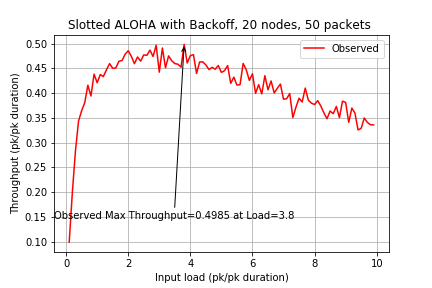 Slotted ALOHA with Backoff, 20 nodes, 50 packets
Observed
Throughput (pk/pk duration)
0.50
0.45
0.40
0.35
0.30
0.25
0.20
0.15
0.10
Observed Max Throughput=0.4985 at Load=3.8
0 2 4 6 8 10
Input load (pk/pk duration)